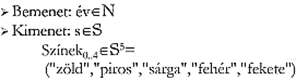 ➢ Bemenet: év∈N
➢ Kimenet: s∈S
Színek₀..₄∈S⁵=
("zöld","piros","sárga","fehér","fekete")